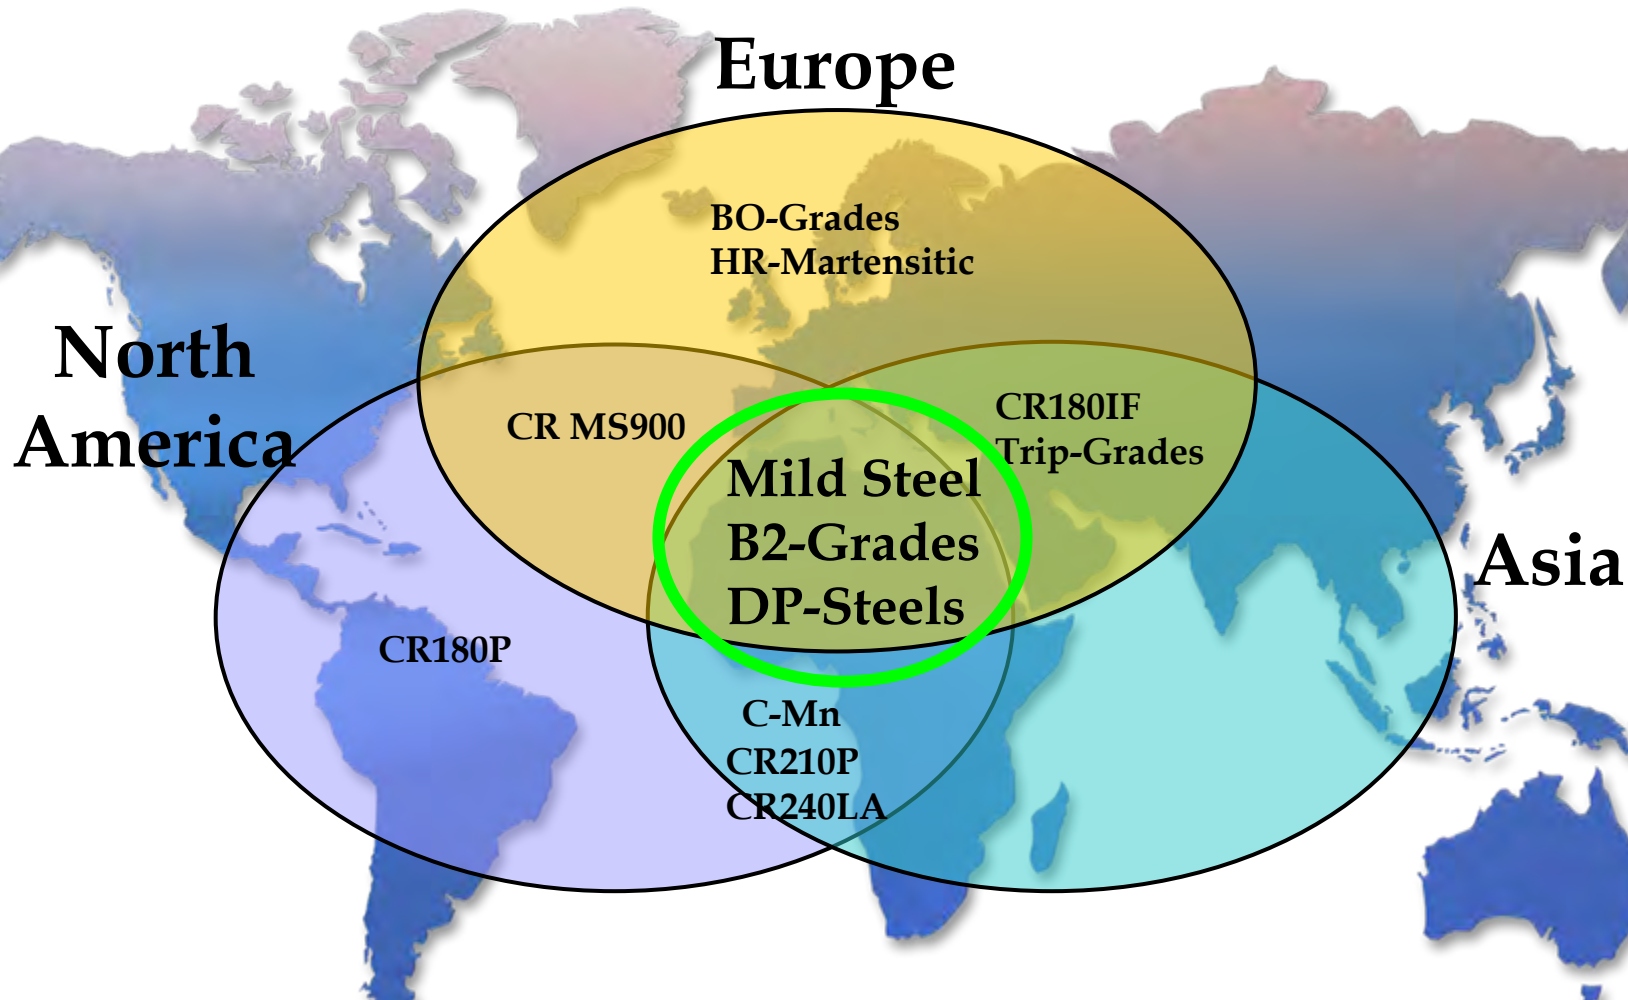 Europe
BO-Grades
HR-Martensitic
North
America
CR MS900
CR180IF
Trip-Grades
Mild Steel
B2-Grades
DP-Steels
Asia
CR180P
C-Mn
CR210P
CR240LA